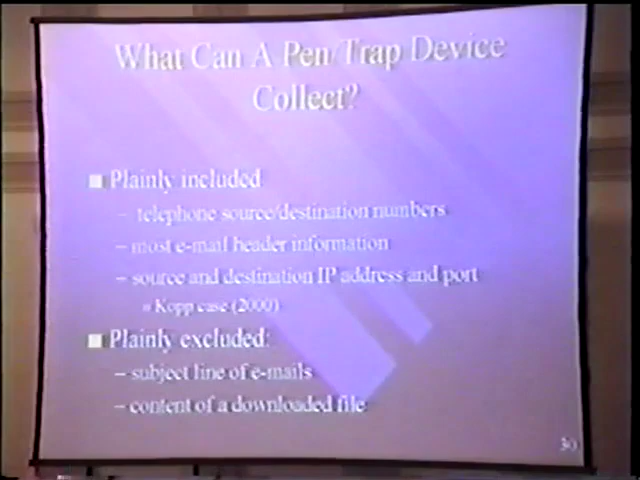 What Can A Pen/Trap Device
Collect?
Plainly included
– telephone source/destination numbers
– most e-mail header information
– source and destination IP address and port
» Kopp case (2000)
Plainly excluded:
– subject line of e-mails
– content of a downloaded file
30